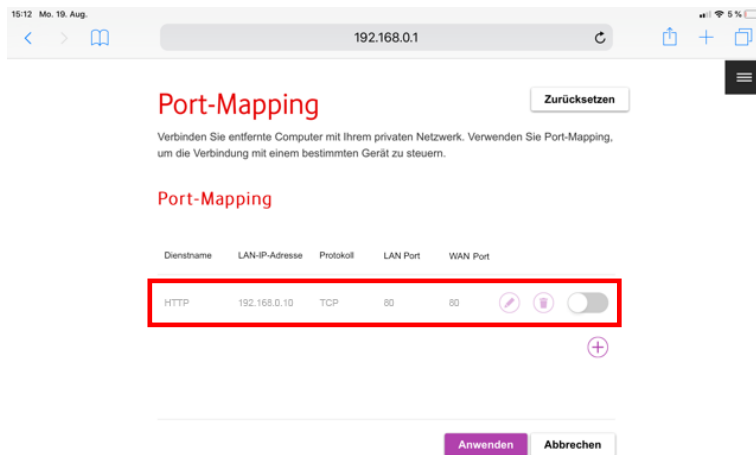 15:12 Mo. 19. Aug. 5 %
192.168.0.1
Port-Mapping Zurücksetzen
Verbinden Sie entfernte Computer mit Ihrem privaten Netzwerk. Verwenden Sie Port-Mapping,
um die Verbindung mit einem bestimmten Gerät zu steuern.
Port-Mapping
Dienstname LAN-IP-Adresse Protokoll LAN Port WAN Port
HTTP 192.168.0.10 TCP 80 80
Anwenden Abbrechen